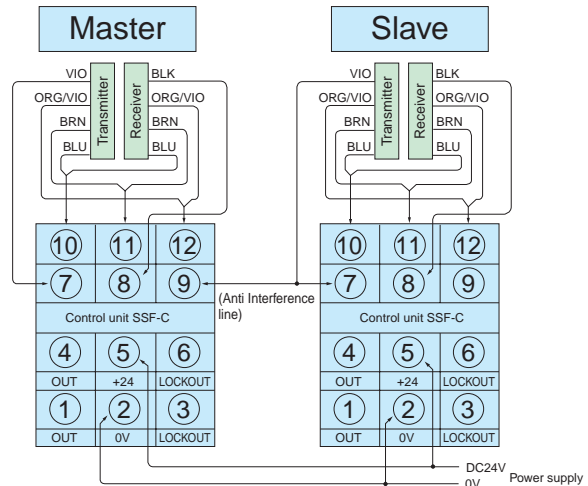 Master
Slave
VIO
ORG/VIO
BRN
BLU
Transmitter
Receiver
BLK
ORG/VIO
BRN
BLU
VIO
ORG/VIO
BRN
BLU
Transmitter
Receiver
BLK
ORG/VIO
BRN
BLU
10 11 12
7 8 9
Control unit SSF-C
4 5 6
OUT +24 LOCKOUT
1 2 3
OUT 0V LOCKOUT
(Anti Interference
line)
10 11 12
7 8 9
Control unit SSF-C
4 5 6
OUT +24 LOCKOUT
1 2 3
OUT 0V LOCKOUT
DC24V
0V
Power supply